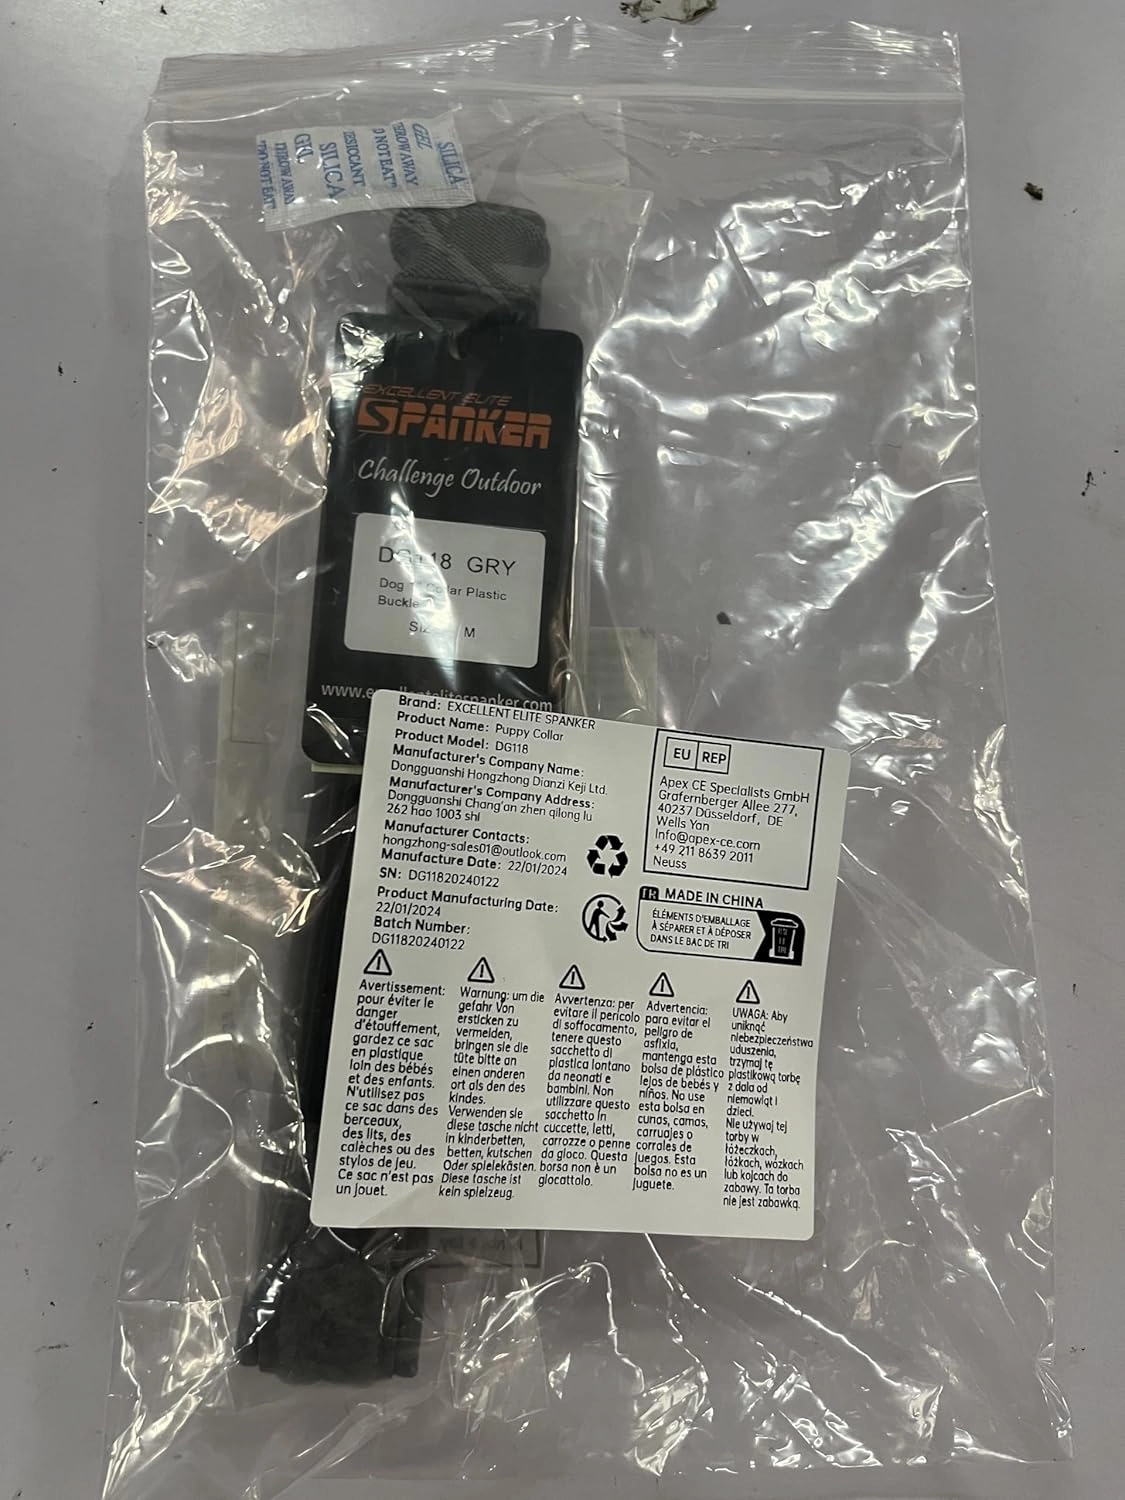 SILICA
GEL
THROW AWAY
DO NOT EAT"
DESICCANT
SILICA
GEL
THROW AWAY
"DO NOT EAT"
EXCELLENT ELITE
SPANKER
Challenge Outdoor
DG118 GRY
Dog 1" Collar Plastic
Buckle
Size M
www.excellentelitespanker.com
Brand: EXCELLENT ELITE SPANKER
Product Name: Puppy Collar
Product Model: DG118
Manufacturer's Company Name:
Dongguanshi Hongzhong Dianzi Keji Ltd.
Manufacturer's Company Address:
Dongguanshi Chang'an zhen qilong lu
262 hao 1003 shi
Manufacturer Contacts:
hongzhong-sales01@outlook.com
Manufacture Date: 22/01/2024
SN: DG11820240122
Product Manufacturing Date:
22/01/2024
Batch Number:
DG11820240122
EU REP
Apex CE Specialists GmbH
Grafernberger Allee 277,
40237 Düsseldorf, DE
Wells Yan
Info@apex-ce.com
+49 211 8639 2011
Neuss
MADE IN CHINA
FR
ÉLÉMENTS D'EMBALLAGE
À SÉPARER ET À DÉPOSER
DANS LE BAC DE TRI
Avertissement:
pour éviter le
danger
d'étouffement,
gardez ce sac
en plastique
loin des bébés
et des enfants.
N'utilisez pas
ce sac dans des
berceaux,
des lits, des
calèches ou des
stylos de jeu.
Ce sac n'est pas
un jouet.
Warnung: um die
gefahr Von
ersticken zu
vermelden,
bringen sie die
tüte bitte an
einen anderen
ort als den des
kindes.
Verwenden sie
diese tasche nicht
in kinderbetten,
betten, kutschen
Oder spielekästen.
Diese tasche ist
kein spielzeug.
Avvertenza: per
evitare il pericolo
di soffocamento,
tenere questo
sacchetto di
plastica lontano
da neonati e
bambini. Non
utilizzare questo
sacchetto in
cuccette, letti,
carrozze o penne
da gioco. Questa
borsa non è un
giocattolo.
Advertencia:
para evitar el
peligro de
asfixia,
mantenga esta
bolsa de plástico
lejos de bebés y
niños. No use
esta bolsa en
cunas, camas,
carruajes o
corrales de
juegos. Esta
bolsa no es un
juguete.
UWAGA: Aby
uniknąć
niebezpieczeństwa
uduszenia,
trzymaj tę
plastikową torbę
z dala od
niemowląt i
dzieci.
Nie używaj tej
torby w
łóżeczkach,
łóżkach, wózkach
lub kojcach do
zabawy. Ta torba
nie jest zabawką.